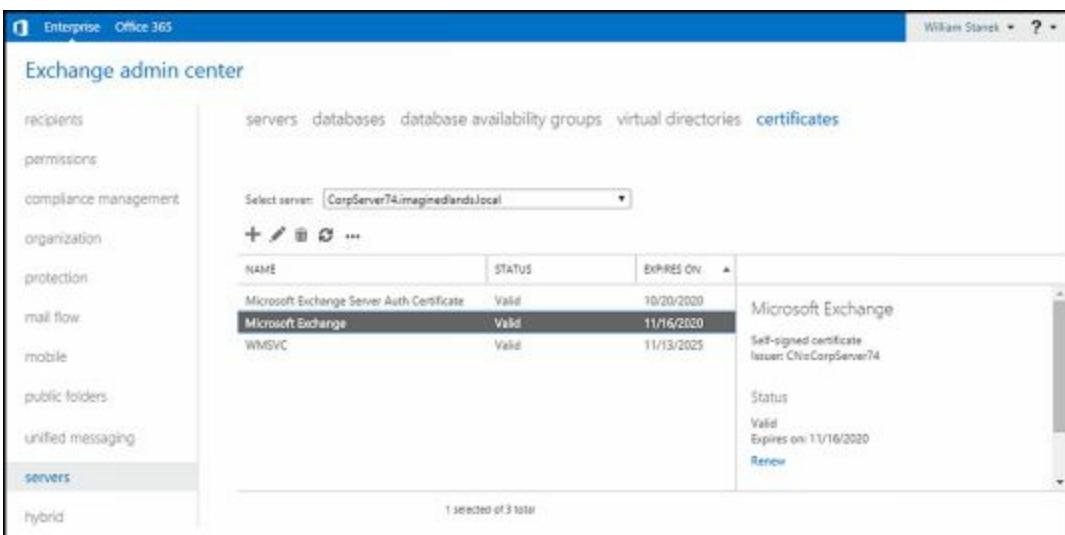 Enterprise Office 365
William Stanek ?
Exchange admin center
recipients
permissions
compliance management
organization
protection
mail flow
mobile
public folders
unified messaging
servers
hybrid
servers databases database availability groups virtual directories certificates
Select server: CorpServer74.imaginedlands.local
NAME STATUS EXPIRES ON
Microsoft Exchange Server Auth Certificate Valid 10/20/2020
Microsoft Exchange Valid 11/16/2020
WMSVC Valid 11/13/2025
Microsoft Exchange
Self-signed certificate
Issuer: CN=CorpServer74
Status
Valid
Expires on: 11/16/2020
Renew
1 selected of 3 total